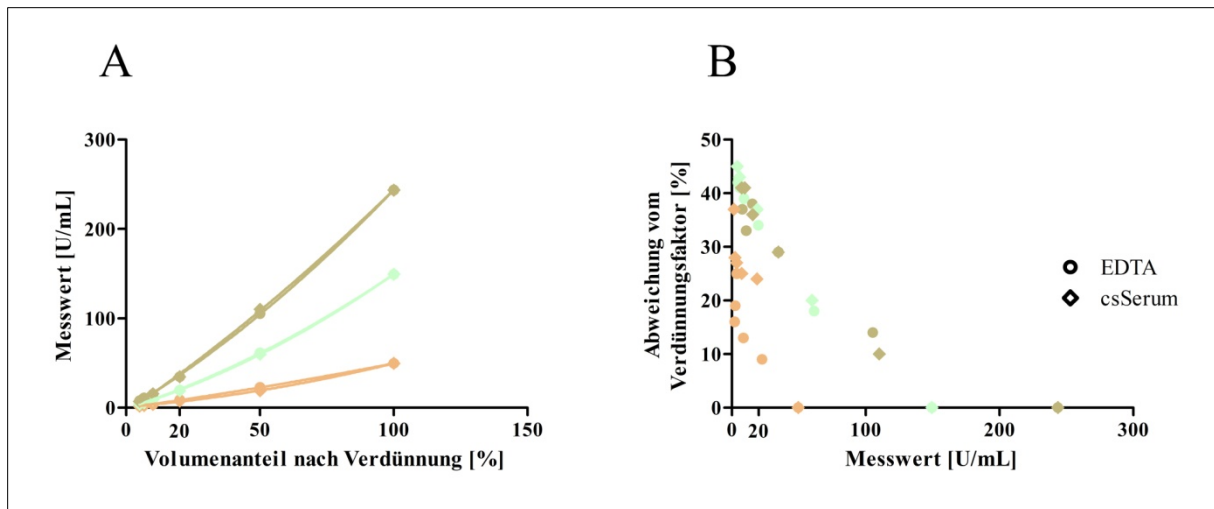 A
300
200
100
0
Messwert [U/mL]
0
20
50
100
150
Volumenanteil nach Verdünnung [%]
B
50
40
30
20
10
0
Abweichung vom
Verdünnungsfaktor [%]
0
20
100
200
300
Messwert [U/mL]
EDTA
csSerum